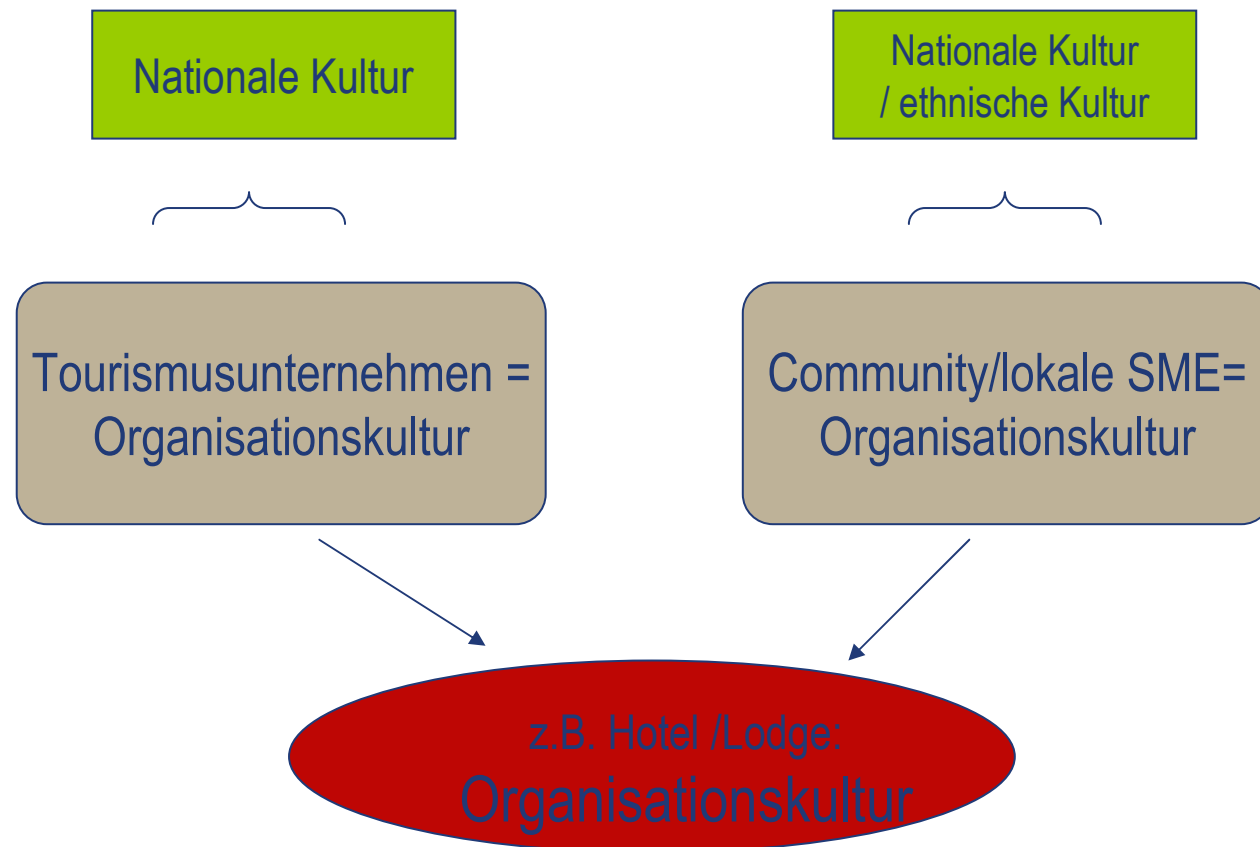 Nationale Kultur
Nationale Kultur
/ ethnische Kultur
Tourismusunternehmen =
Organisationskultur
Community/lokale SME=
Organisationskultur
z.B. Hotel /Lodge:
Organisationskultur